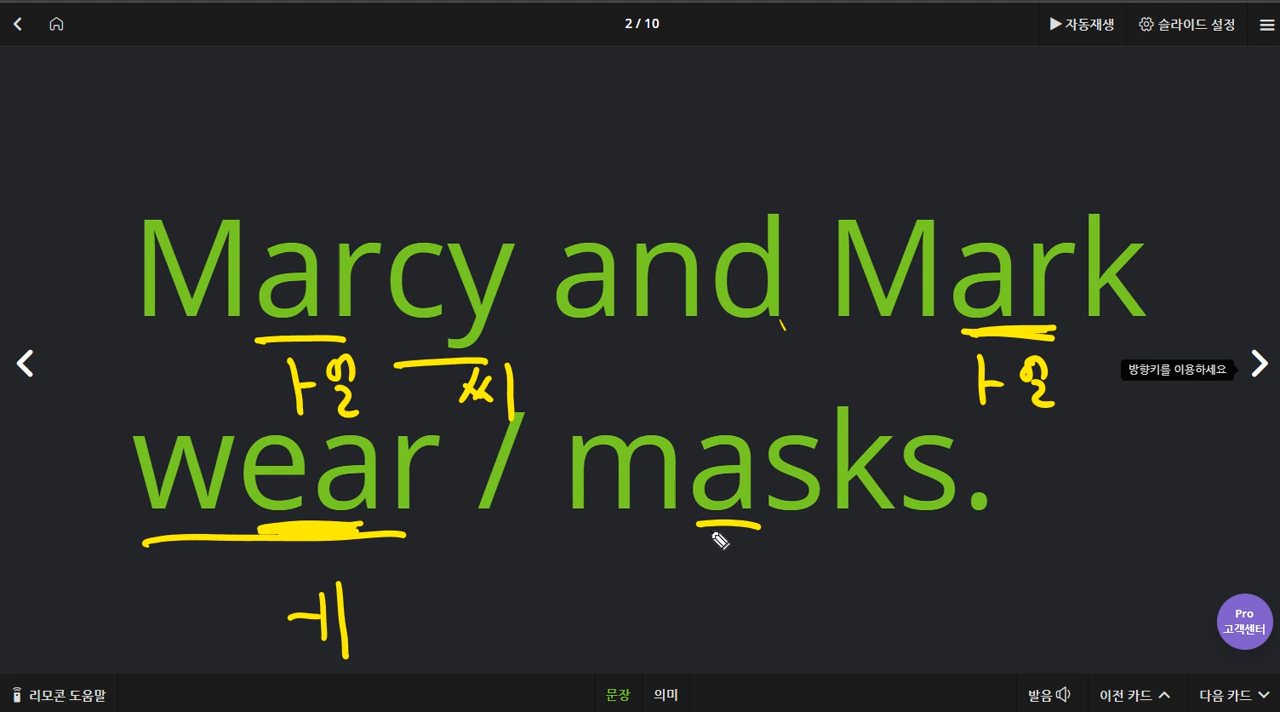 2 / 10
자동재생
슬라이드 설정
Marcy and Mark
ㅏ얼
씨
ㅏ얼
방향키를 이용하세요
wear / masks.
ㅔ
Pro
고객센터
리모콘 도움말
문장
의미
발음
이전 카드
다음 카드